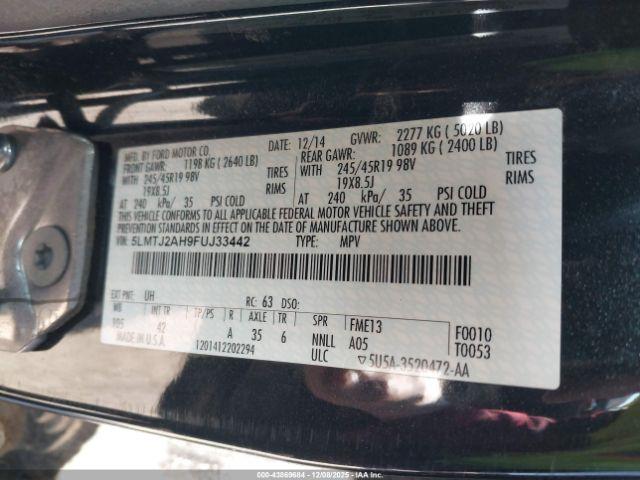 MFD. BY FORD MOTOR CO.
DATE: 12/14 GVWR: 2277 KG ( 5020 LB)
FRONT GAWR: 1198 KG ( 2640 LB) REAR GAWR: 1089 KG ( 2400 LB)
WITH 245/45R19 98V TIRES WITH 245/45R19 98V TIRES
19X8.5J RIMS 19X8.5J RIMS
AT 240 kPa/ 35 PSI COLD AT 240 kPa/ 35 PSI COLD
THIS VEHICLE CONFORMS TO ALL APPLICABLE FEDERAL MOTOR VEHICLE SAFETY AND THEFT
PREVENTION STANDARDS IN EFFECT ON THE DATE OF MANUFACTURE SHOWN ABOVE.
VIN: 5LMTJ2AH9FUJ33442 TYPE: MPV
EXT PNT: UH RC: 63 DSO:
WB INT TR TP/PS R AXLE TR SPR FME13 F0010
105 42 A 35 6 NNLL A05 T0053
MADE IN U.S.A. 1201412202294 ULC ▽5U5A-3520472-AA
000-43869684 | 12/08/2025 - IAA Inc.